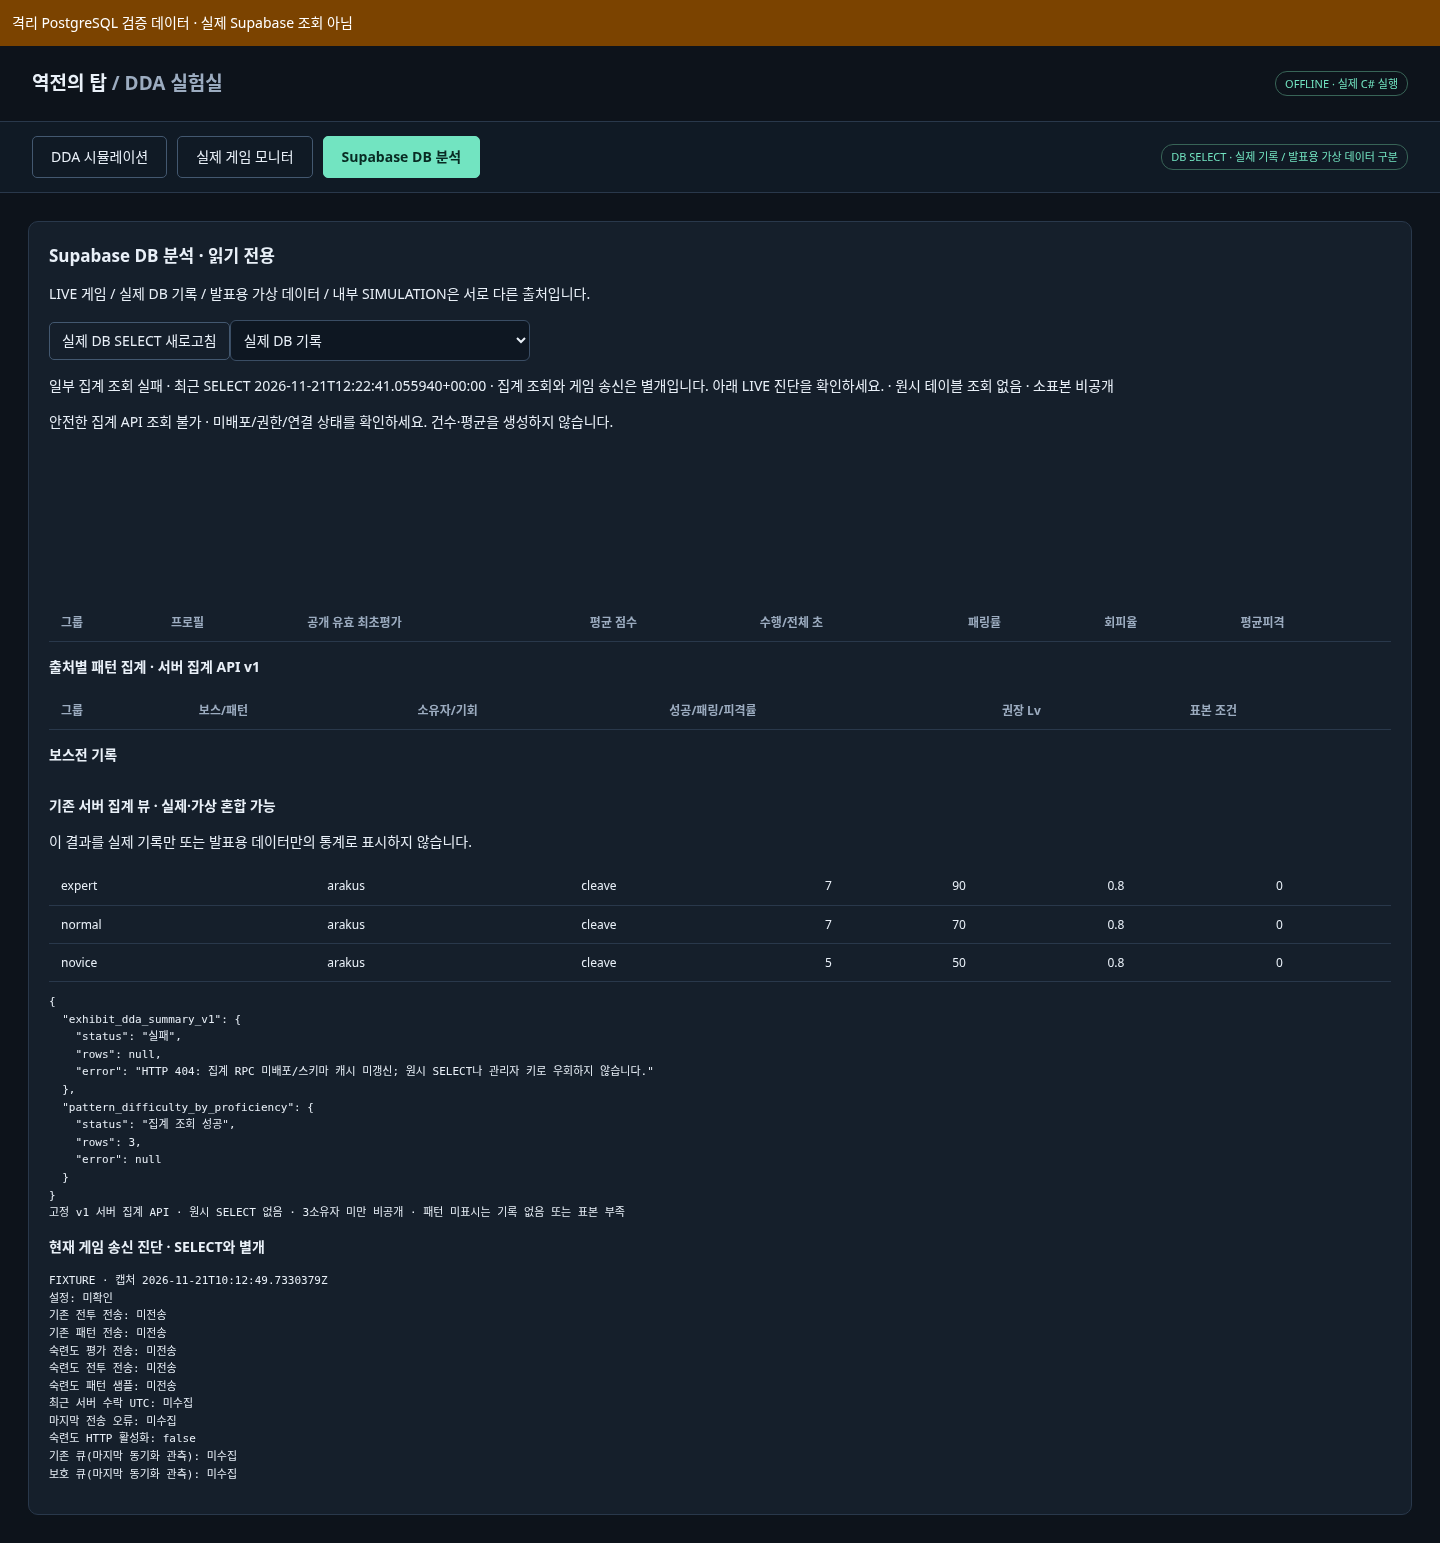 격리 PostgreSQL 검증 데이터 · 실제 Supabase 조회 아님
역전의 탑 / DDA 실험실
OFFLINE · 실제 C# 실행
DDA 시뮬레이션
실제 게임 모니터
Supabase DB 분석
DB SELECT · 실제 기록 / 발표용 가상 데이터 구분
Supabase DB 분석 · 읽기 전용
LIVE 게임 / 실제 DB 기록 / 발표용 가상 데이터 / 내부 SIMULATION은 서로 다른 출처입니다.
실제 DB SELECT 새로고침
실제 DB 기록
일부 집계 조회 실패 · 최근 SELECT 2026-11-21T12:22:41.055940+00:00 · 집계 조회와 게임 송신은 별개입니다. 아래 LIVE 진단을 확인하세요. · 원시 테이블 조회 없음 · 소표본 비공개
안전한 집계 API 조회 불가 · 미배포/권한/연결 상태를 확인하세요. 건수·평균을 생성하지 않습니다.
그룹 프로필 공개 유효 최초평가 평균 점수 수행/전체 초 패링률 회피율 평균피격
출처별 패턴 집계 · 서버 집계 API v1
그룹 보스/패턴 소유자/기회 성공/패링/피격률 권장 Lv 표본 조건
보스전 기록
기존 서버 집계 뷰 · 실제·가상 혼합 가능
이 결과를 실제 기록만 또는 발표용 데이터만의 통계로 표시하지 않습니다.
expert arakus cleave 7 90 0.8 0
normal arakus cleave 7 70 0.8 0
novice arakus cleave 5 50 0.8 0
{
"exhibit_dda_summary_v1": {
"status": "실패",
"rows": null,
"error": "HTTP 404: 집계 RPC 미배포/스키마 캐시 미갱신; 원시 SELECT나 관리자 키로 우회하지 않습니다."
},
"pattern_difficulty_by_proficiency": {
"status": "집계 조회 성공",
"rows": 3,
"error": null
}
}
고정 v1 서버 집계 API · 원시 SELECT 없음 · 3소유자 미만 비공개 · 패턴 미표시는 기록 없음 또는 표본 부족
현재 게임 송신 진단 · SELECT와 별개
FIXTURE · 캡처 2026-11-21T10:12:49.7330379Z
설정: 미확인
기존 전투 전송: 미전송
기존 패턴 전송: 미전송
숙련도 평가 전송: 미전송
숙련도 전투 전송: 미전송
숙련도 패턴 샘플: 미전송
최근 서버 수락 UTC: 미수집
마지막 전송 오류: 미수집
숙련도 HTTP 활성화: false
기존 큐(마지막 동기화 관측): 미수집
보호 큐(마지막 동기화 관측): 미수집